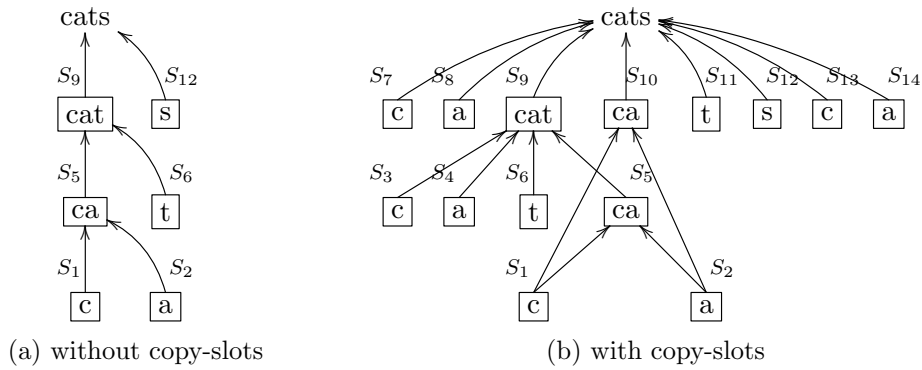 cats
S9 S12
cat s
S5 S6
ca t
S1 S2
c a
(a) without copy-slots
cats
S7 S8 S9 S10 S11 S12 S13 S14
c a cat ca t s c a
S3 S4 S6 S5
c a t ca
S1 S2
c a
(b) with copy-slots